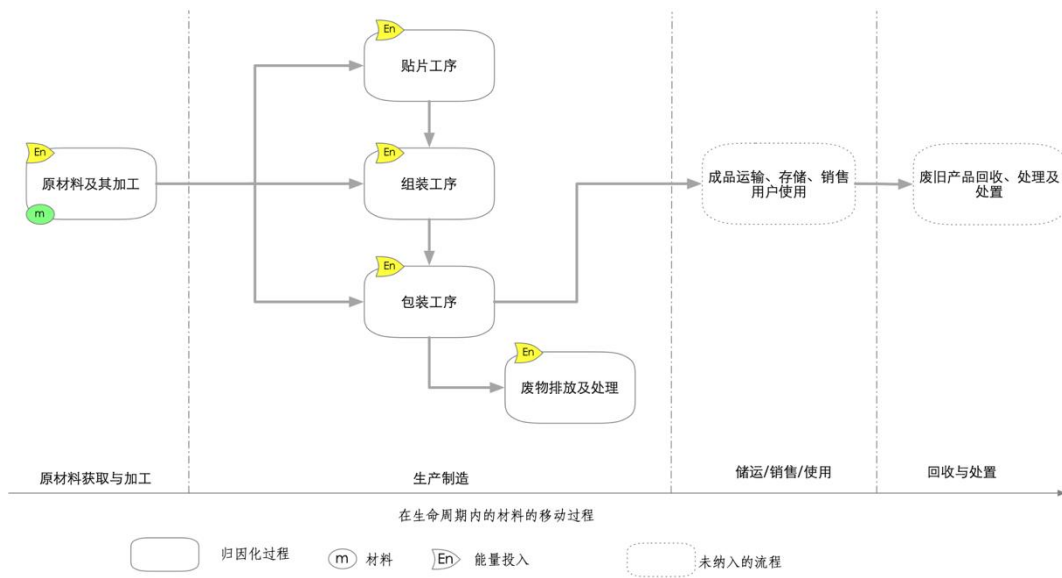 En
贴片工序
En
原材料及其加工
m
En
组装工序
成品运输、存储、销售
用户使用
废旧产品回收、处理及
处置
En
包装工序
En
废物排放及处理
原材料获取与加工
生产制造
储运/销售/使用
回收与处置
在生命周期内的材料的移动过程
归因化过程
m
材料
En
能量投入
未纳入的流程